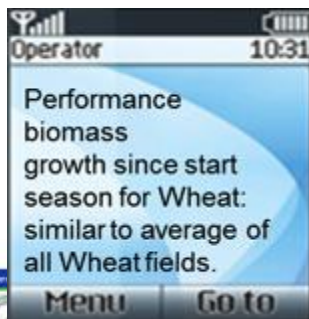 Operator 10:31
Performance
biomass
growth since start
season for Wheat:
similar to average of
all Wheat fields.
Menu Go to